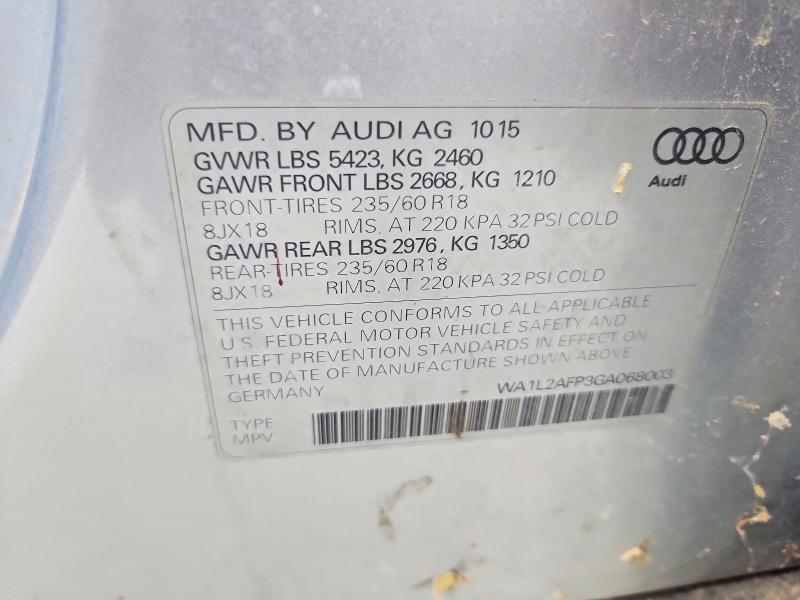 MFD. BY AUDI AG 1015
GVWR LBS 5423, KG 2460
GAWR FRONT LBS 2668, KG 1210
FRONT-TIRES 235/60 R18
8JX18 RIMS, AT 220 KPA 32 PSI COLD
GAWR REAR LBS 2976, KG 1350
REAR-TIRES 235/60 R18
8JX18 RIMS, AT 220 KPA 32 PSI COLD
Audi
THIS VEHICLE CONFORMS TO ALL APPLICABLE
U.S. FEDERAL MOTOR VEHICLE SAFETY AND
THEFT PREVENTION STANDARDS IN EFFECT ON
THE DATE OF MANUFACTURE SHOWN ABOVE
GERMANY WA1L2AFP3GA068003
TYPE
MPV